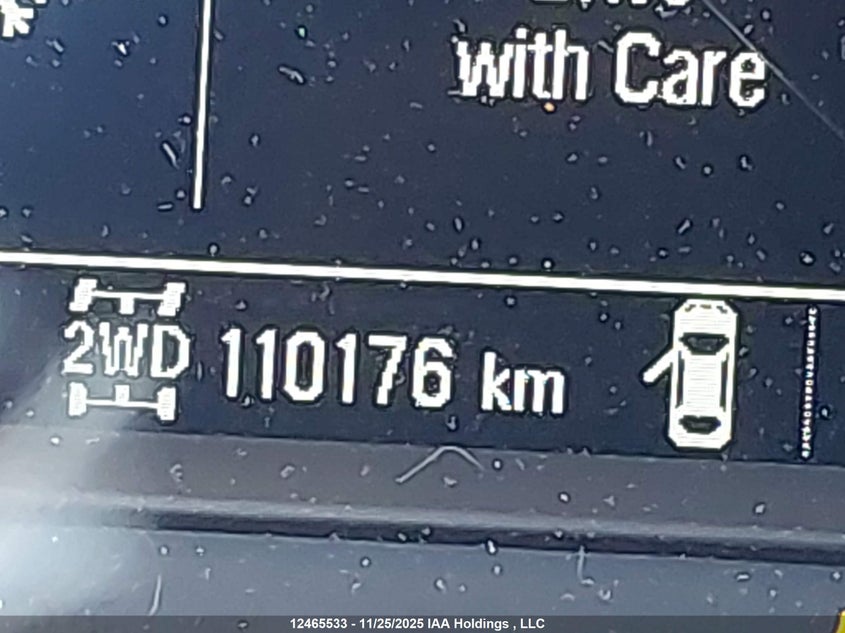 with Care
2WD 110176 km
12465533 - 11/25/2025 IAA Holdings , LLC